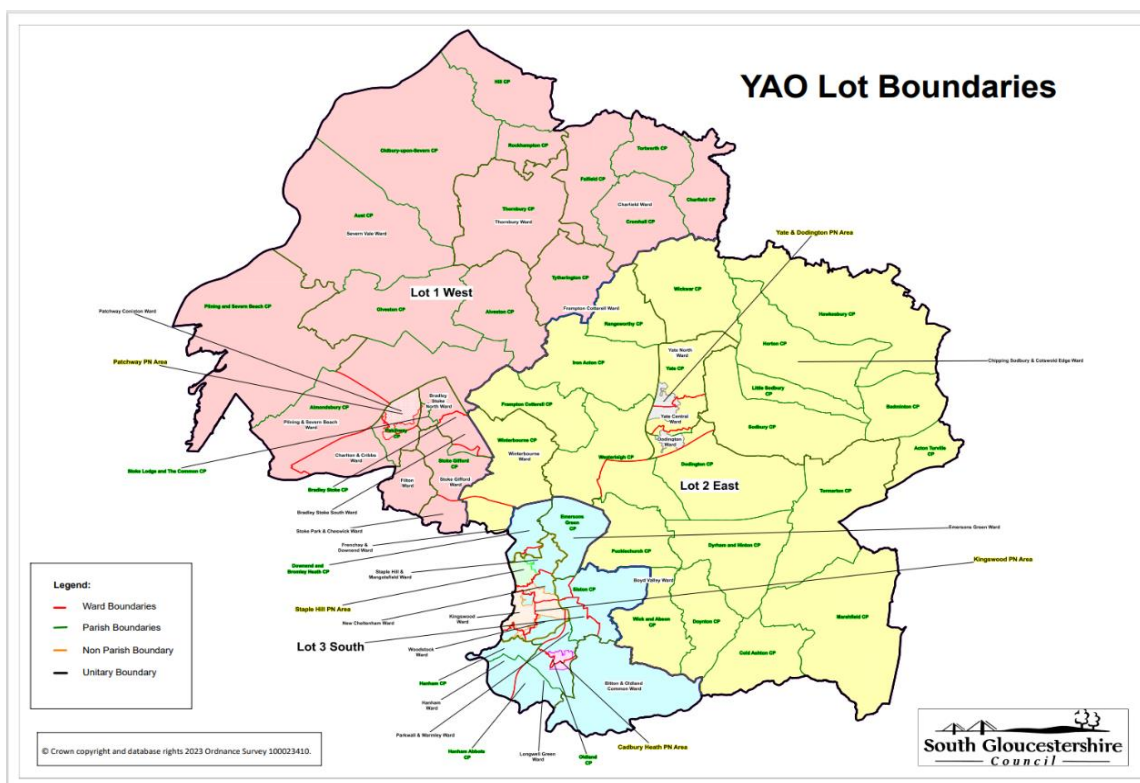 YAO Lot Boundaries
Hill CP
Oldbury-upon-Severn CP
Rockhampton CP
Tortworth CP
Falfield CP
Charfield Ward
Charfield CP
Thornbury CP
Thornbury Ward
Cromhall CP
Aust CP
Severn Vale Ward
Yate & Dodington PN Area
Tytherington CP
Pilning and Severn Beach CP
Lot 1 West
Olveston CP
Alveston CP
Frampton Cotterell Ward
Wickwar CP
Hawkesbury CP
Patchway Coniston Ward
Rangeworthy CP
Horton CP
Patchway PN Area
Yate North
Ward
Iron Acton CP
Yate CP
Chipping Sodbury & Cotswold Edge Ward
Bradley
Stoke
North Ward
Little Sodbury
CP
Almondsbury CP
Frampton Cotterell CP
Badminton CP
Pilning & Severn Beach
Ward
Patchway
CP
Yate Central
Ward
Sodbury CP
Winterbourne CP
Dodington
Ward
Acton Turville
CP
Charlton & Cribbs
Ward
Winterbourne
Ward
Stoke Gifford
CP
Westerleigh CP
Dodington CP
Stoke Lodge and The Common CP
Filton
Ward
Stoke Gifford
Ward
Lot 2 East
Bradley Stoke CP
Tormarton CP
Bradley Stoke South Ward
Emersons
Green
CP
Emersons Green Ward
Stoke Park & Cheswick Ward
Frenchay &
Downend Ward
Pucklechurch CP
Dyrham and Hinton CP
Kingswood PN Area
Downend and
Bromley Heath CP
Staple Hill &
Mangotsfield Ward
Boyd Valley Ward
Siston CP
Staple Hill PN Area
Legend:
Ward Boundaries
Parish Boundaries
Non Parish Boundary
Unitary Boundary
New Cheltenham Ward
Kingswood
Ward
Wick and Abson
CP
Doynton CP
Marshfield CP
Lot 3 South
Woodstock
Ward
Cold Ashton CP
Hanham CP
Bitton & Oldland
Common Ward
Hanham
Ward
Parkwall & Warmley Ward
Cadbury Heath PN Area
Hanham Abbots
CP
Longwell Green
Ward
Oldland
CP
© Crown copyright and database rights 2023 Ordnance Survey 100023410.
South Gloucestershire
Council